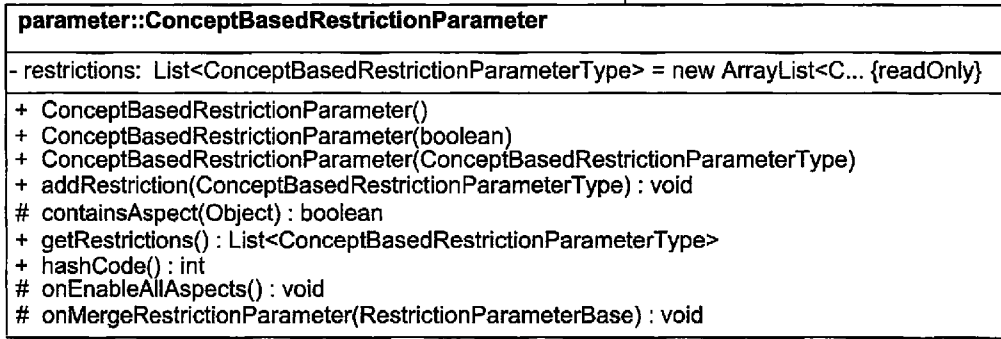 parameter::ConceptBasedRestrictionParameter
- restrictions: List<ConceptBasedRestrictionParameterType> = new ArrayList<C... {readOnly}
+ ConceptBasedRestrictionParameter()
+ ConceptBasedRestrictionParameter(boolean)
+ ConceptBasedRestrictionParameter(ConceptBasedRestrictionParameterType)
+ addRestriction(ConceptBasedRestrictionParameterType) : void
# containsAspect(Object) : boolean
+ getRestrictions() : List<ConceptBasedRestrictionParameterType>
+ hashCode() : int
# onEnableAllAspects() : void
# onMergeRestrictionParameter(RestrictionParameterBase) : void